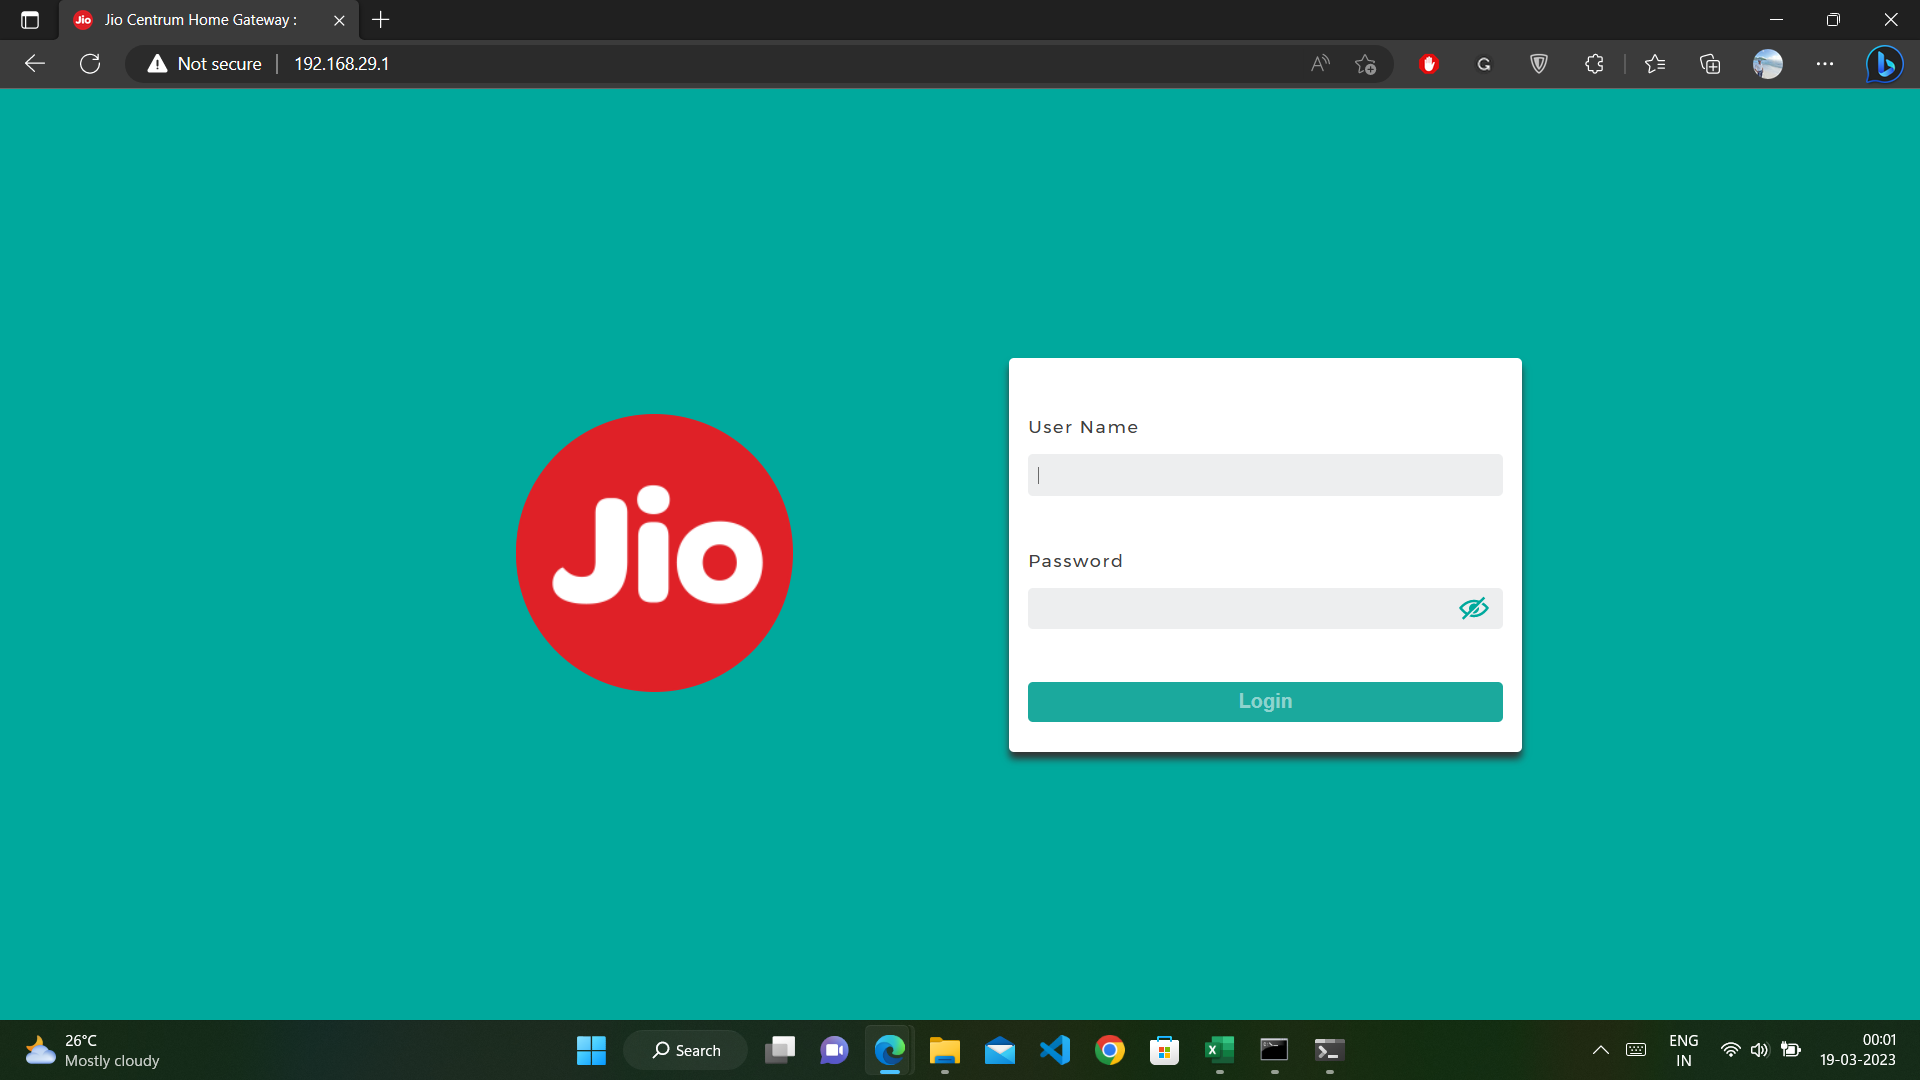 Jio Jio Centrum Home Gateway :
Not secure 192.168.29.1
Jio
User Name
Password
Login
26°C
Mostly cloudy
Search
ENG
IN
00:01
19-03-2023